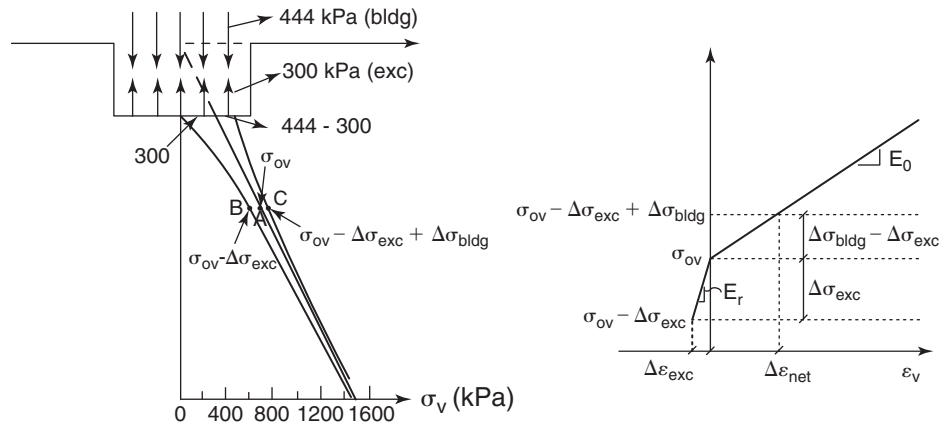 444 kPa (bldg)
300 kPa (exc)
300
444 - 300
σov
B
A
C
σov − Δσexc + Δσbldg
σov-Δσexc
σv (kPa)
0 400 800 1200 1600
E0
σov − Δσexc + Δσbldg
Δσbldg − Δσexc
σov
Er
Δσexc
σov − Δσexc
Δεexc
Δεnet
εv